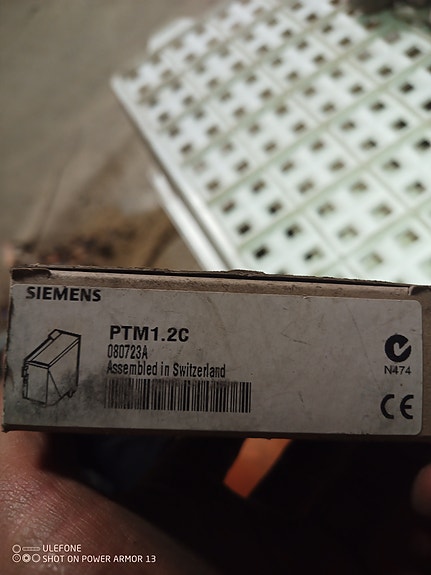 SIEMENS
PTM1.2C
080723A
Assembled in Switzerland
N474
CE
ULEFONE
SHOT ON POWER ARMOR 13